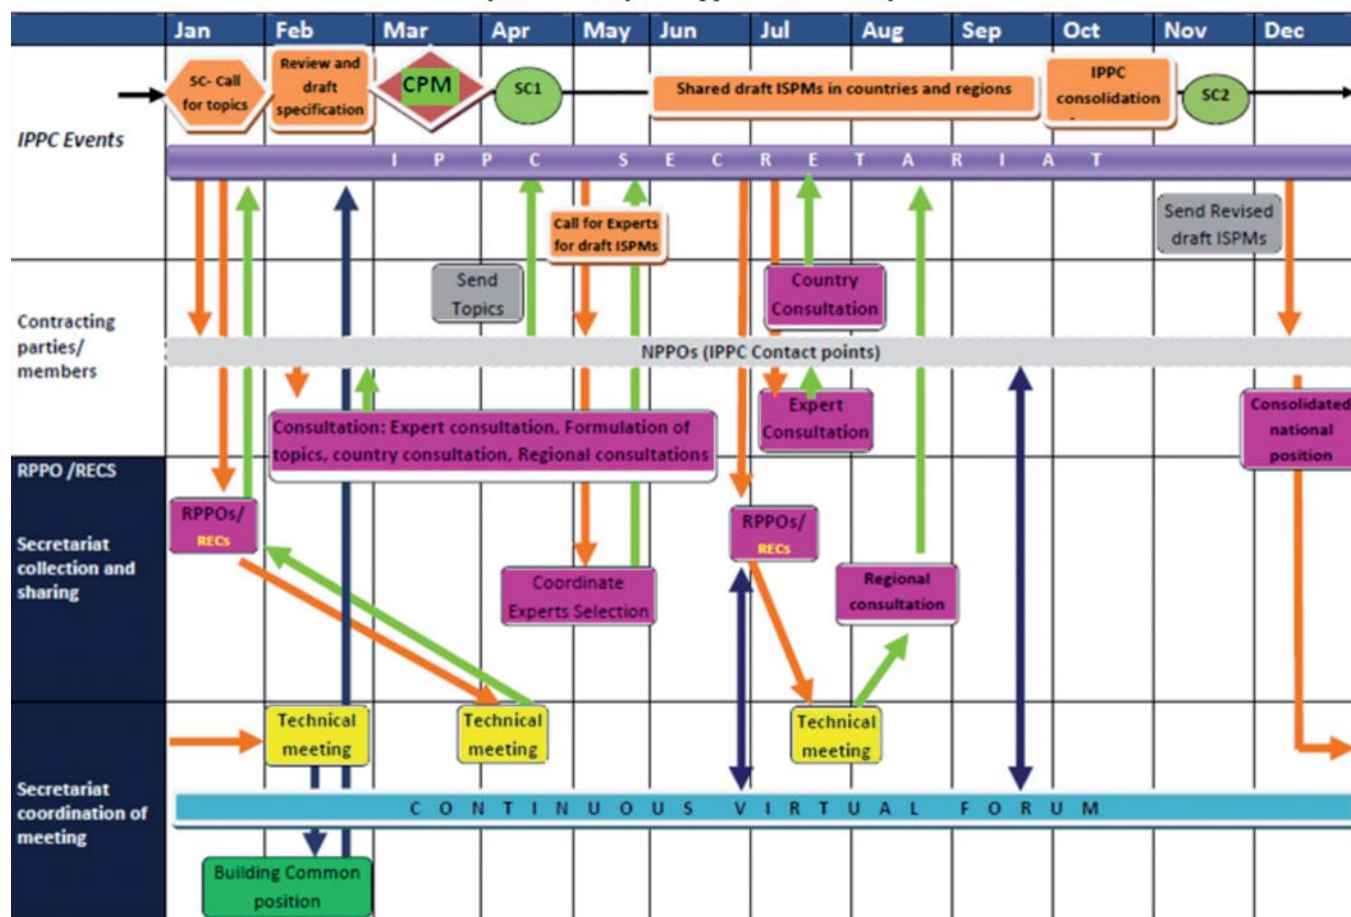 Jan Feb Mar Apr May Jun Jul Aug Sep Oct Nov Dec
IPPC Events
SC- Call
for topics
Review and
draft
specification
CPM
SC1
Shared draft ISPMs in countries and regions
IPPC
consolidation
SC2
I P P C S E C R E T A R I A T
Call for Experts
for draft ISPMs
Send Revised
draft ISPMs
Contracting
parties/
members
Send
Topics
Country
Consultation
NPPOs (IPPC Contact points)
Consultation: Expert consultation, Formulation of
topics, country consultation, Regional consultations
Expert
Consultation
Consolidated
national
position
RPPO /RECS
Secretariat
collection and
sharing
RPPOs/
RECs
Coordinate
Experts Selection
RPPOs/
RECs
Regional
consultation
Secretariat
coordination of
meeting
Technical
meeting
Technical
meeting
Technical
meeting
C O N T I N U O U S V I R T U A L F O R U M
Building Common
position